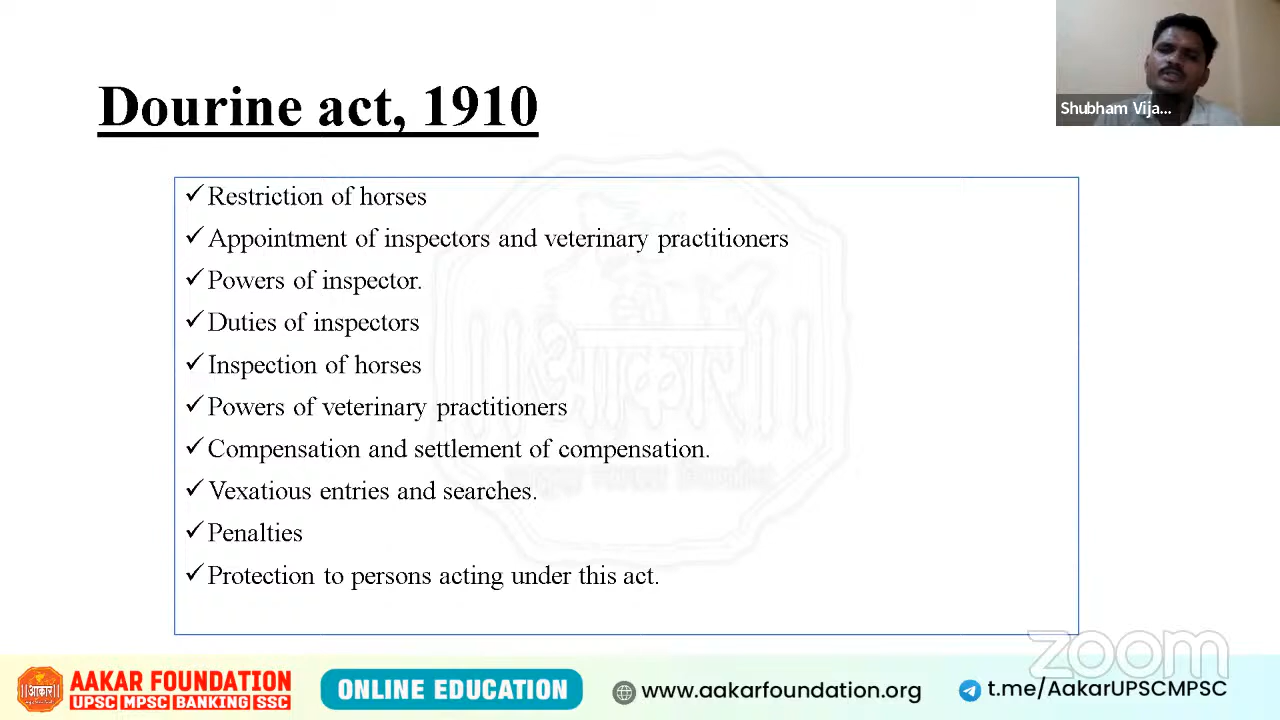 Shubham Vija...
Dourine act, 1910
✓Restriction of horses
✓Appointment of inspectors and veterinary practitioners
✓Powers of inspector.
✓Duties of inspectors
✓Inspection of horses
✓Powers of veterinary practitioners
✓Compensation and settlement of compensation.
✓Vexatious entries and searches.
✓Penalties
✓Protection to persons acting under this act.
आकार
zoom
आकार
AAKAR FOUNDATION
UPSC MPSC BANKING SSC
ONLINE EDUCATION
www.aakarfoundation.org
t.me/AakarUPSCMPSC